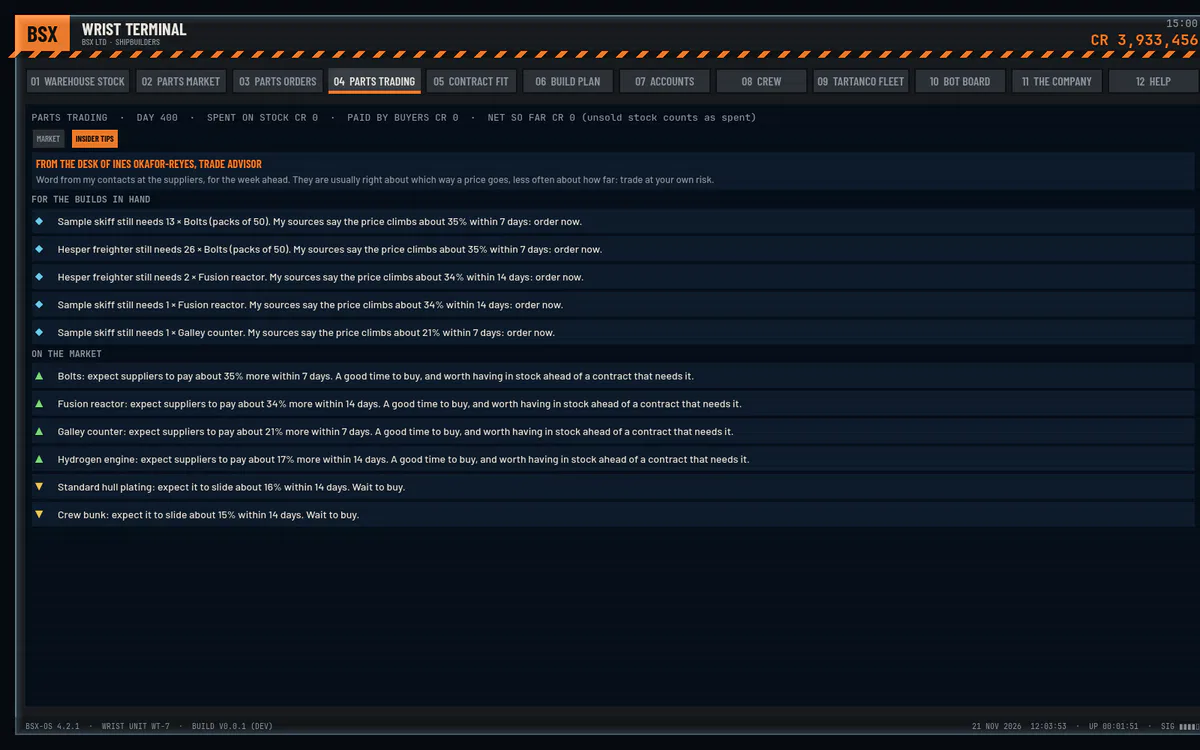 BSX
WRIST TERMINAL
BSX LTD · SHIPBUILDERS
15:00
CR 3,933,456
01 WAREHOUSE STOCK
02 PARTS MARKET
03 PARTS ORDERS
04 PARTS TRADING
05 CONTRACT FIT
06 BUILD PLAN
07 ACCOUNTS
08 CREW
09 TARTANCO FLEET
10 BOT BOARD
11 THE COMPANY
12 HELP
PARTS TRADING · DAY 400 · SPENT ON STOCK CR 0 · PAID BY BUYERS CR 0 · NET SO FAR CR 0 (unsold stock counts as spent)
MARKET
INSIDER TIPS
FROM THE DESK OF INES OKAFOR-REYES, TRADE ADVISOR
Word from my contacts at the suppliers, for the week ahead. They are usually right about which way a price goes, less often about how far: trade at your own risk.
FOR THE BUILDS IN HAND
Sample skiff still needs 13 × Bolts (packs of 50). My sources say the price climbs about 35% within 7 days: order now.
Hesper freighter still needs 26 × Bolts (packs of 50). My sources say the price climbs about 35% within 7 days: order now.
Hesper freighter still needs 2 × Fusion reactor. My sources say the price climbs about 34% within 14 days: order now.
Sample skiff still needs 1 × Fusion reactor. My sources say the price climbs about 34% within 14 days: order now.
Sample skiff still needs 1 × Galley counter. My sources say the price climbs about 21% within 7 days: order now.
ON THE MARKET
Bolts: expect suppliers to pay about 35% more within 7 days. A good time to buy, and worth having in stock ahead of a contract that needs it.
Fusion reactor: expect suppliers to pay about 34% more within 14 days. A good time to buy, and worth having in stock ahead of a contract that needs it.
Galley counter: expect suppliers to pay about 21% more within 7 days. A good time to buy, and worth having in stock ahead of a contract that needs it.
Hydrogen engine: expect suppliers to pay about 17% more within 14 days. A good time to buy, and worth having in stock ahead of a contract that needs it.
Standard hull plating: expect it to slide about 16% within 14 days. Wait to buy.
Crew bunk: expect it to slide about 15% within 14 days. Wait to buy.
BSX-OS 4.2.1 · WRIST UNIT WT-7 · BUILD V0.0.1 (DEV)
21 NOV 2026 12:03:53 · UP 00:01:51 · SIG